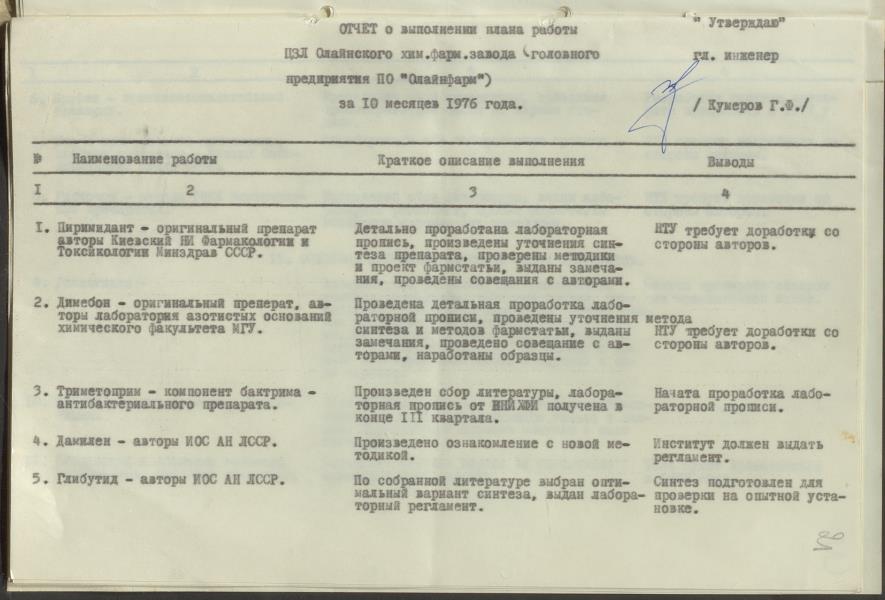 ОТЧЕТ о выполнении плана работы
ЦЗЛ Олайнского хим.фарм.завода (головного
предприятия ПО "Олайнфарм")
за 10 месяцев 1976 года.
" Утверждаю"
гл. инженер
/ Кумеров Г.Ф./
№ Наименование работы Краткое описание выполнения Выводы
I 2 3 4
I. Пиримидант - оригинальный препарат
авторы Киевский НИ Фармакологии и
Токсикологии Минздрав СССР.
Детально проработана лабораторная
пропись, произведены уточнения син-
теза препарата, проверены методики
и проект фармстатьи, выданы замеча-
ния, проведены совещания с авторами.
НТУ требует доработки со
стороны авторов.
2. Димебон - оригинальный преперат, ав-
торы лаборатория азотистых оснований
химического факультета МГУ.
Проведена детальная проработка лабо-
раторной прописи, проведены уточнения метода
синтеза и методов фармстатьи, выданы
замечания, проведено совещание с ав-
торами, наработаны образцы.
НТУ требует доработки со
стороны авторов.
3. Триметоприм - компонент бактрима -
антибактериального препарата.
Произведен сбор литературы, лабора-
торная пропись от ВНИХФИ получена в
конце III квартала.
Начата проработка лабо-
раторной прописи.
4. Дамилен - авторы ИОС АН ЛССР.
Произведено ознакомление с новой ме-
тодикой.
Институт должен выдать
регламент.
5. Глибутид - авторы ИОС АН ЛССР.
По собранной литературе выбран опти-
мальный вариант синтеза, выдан лабора-
торный регламент.
Синтез подготовлен для
проверки на опытной уста-
новке.